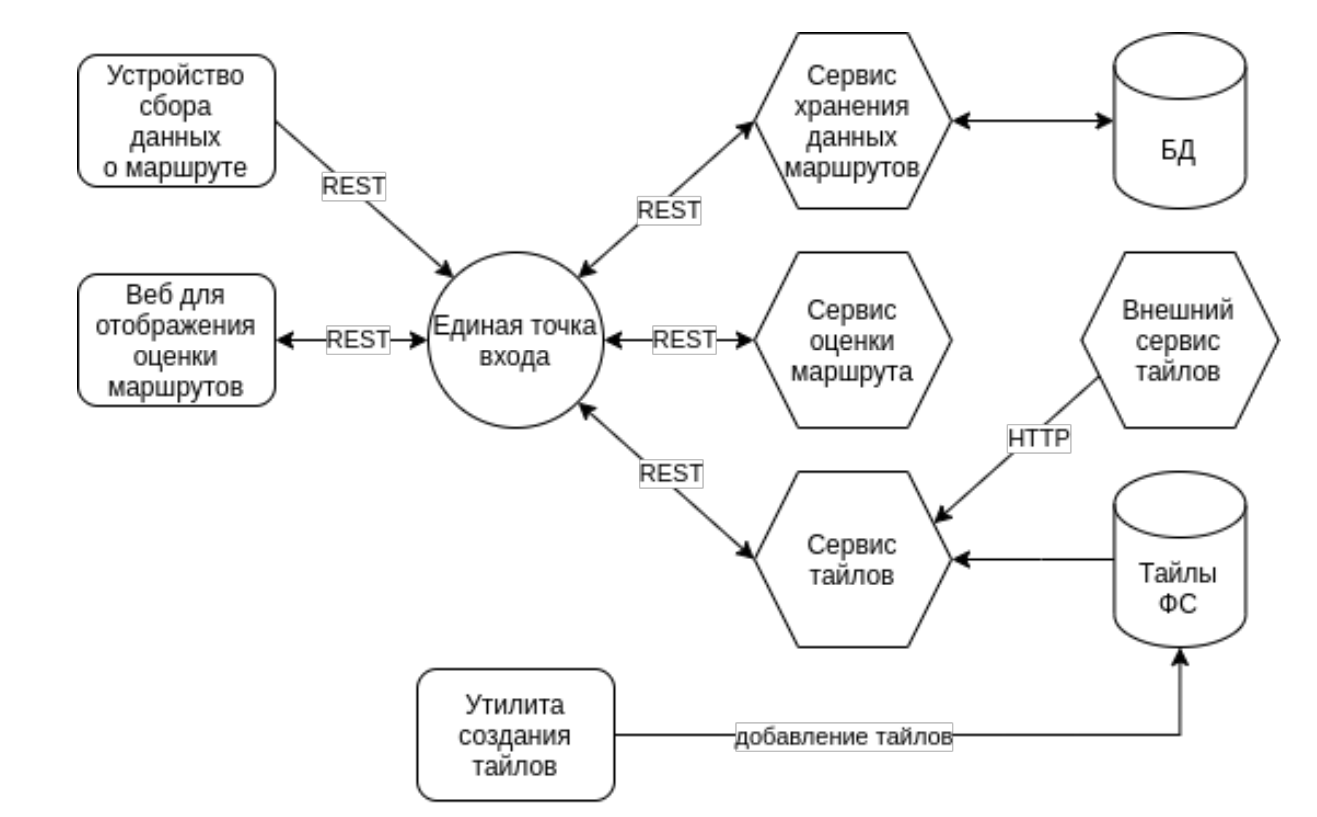 Устройство
сбора
данных
о маршруте
REST
Сервис
хранения
данных
маршрутов
REST
БД
Веб для
отображения
оценки
маршрутов
REST
Единая точка
входа
REST
Сервис
оценки
маршрута
Внешний
сервис
тайлов
HTTP
REST
Сервис
тайлов
Тайлы
ФС
Утилита
создания
тайлов
добавление тайлов